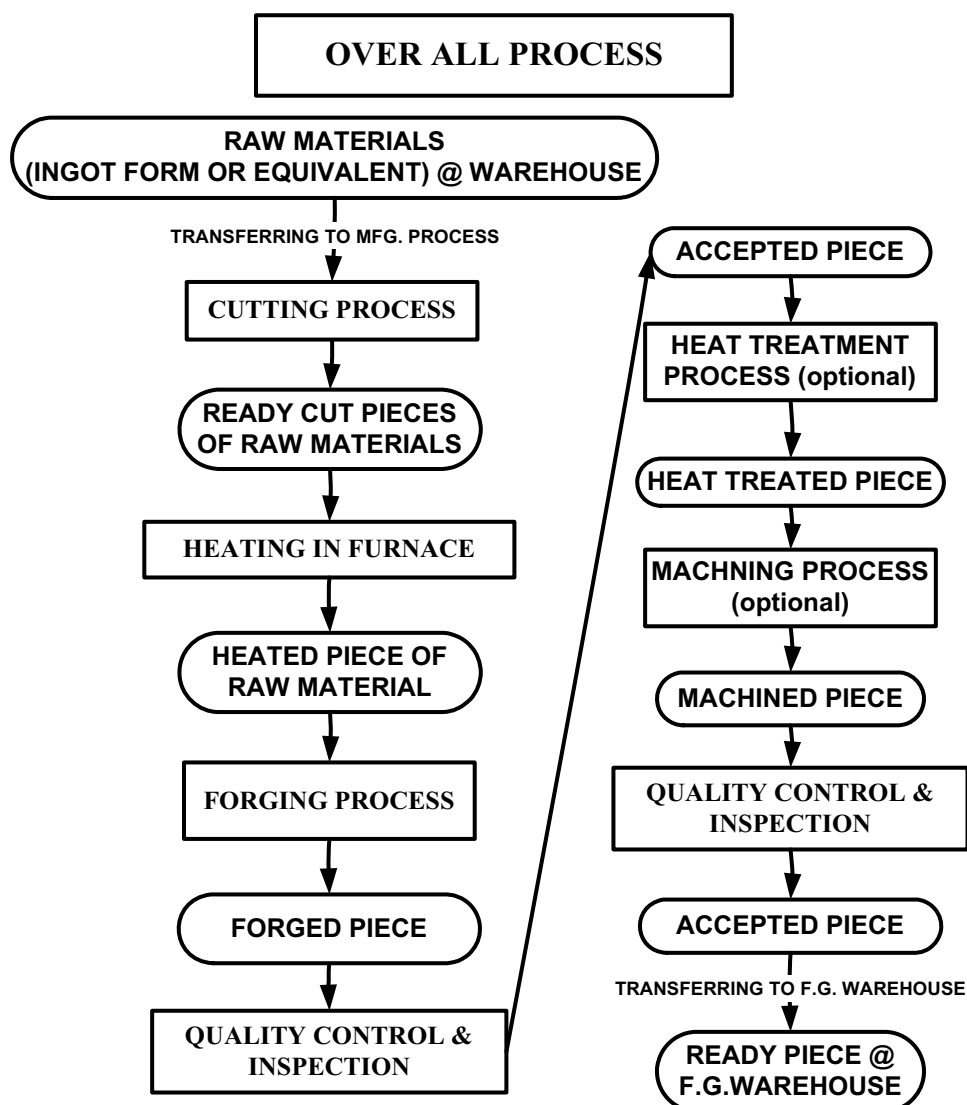 OVER ALL PROCESS
RAW MATERIALS
(INGOT FORM OR EQUIVALENT) @ WAREHOUSE
TRANSFERRING TO MFG. PROCESS
CUTTING PROCESS
READY CUT PIECES
OF RAW MATERIALS
HEATING IN FURNACE
HEATED PIECE OF
RAW MATERIAL
FORGING PROCESS
FORGED PIECE
QUALITY CONTROL &
INSPECTION
ACCEPTED PIECE
HEAT TREATMENT
PROCESS (optional)
HEAT TREATED PIECE
MACHNING PROCESS
(optional)
MACHINED PIECE
QUALITY CONTROL &
INSPECTION
ACCEPTED PIECE
TRANSFERRING TO F.G. WAREHOUSE
READY PIECE @
F.G.WAREHOUSE